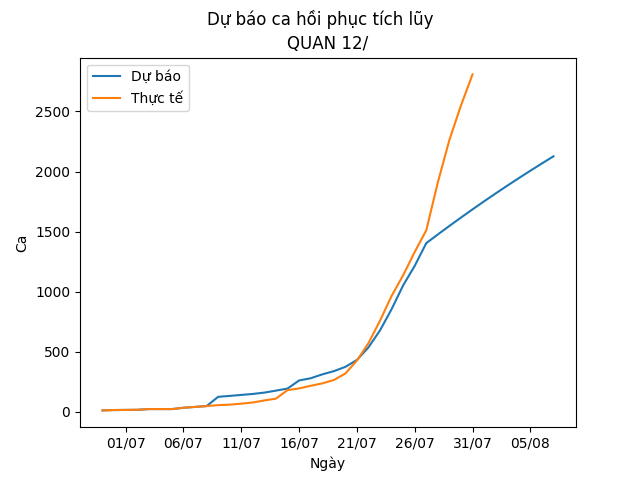 Dự báo ca hồi phục tích lũy
QUAN 12/
Dự báo
Thực tế
Ca
2500
2000
1500
1000
500
0
01/07 06/07 11/07 16/07 21/07 26/07 31/07 05/08
Ngày